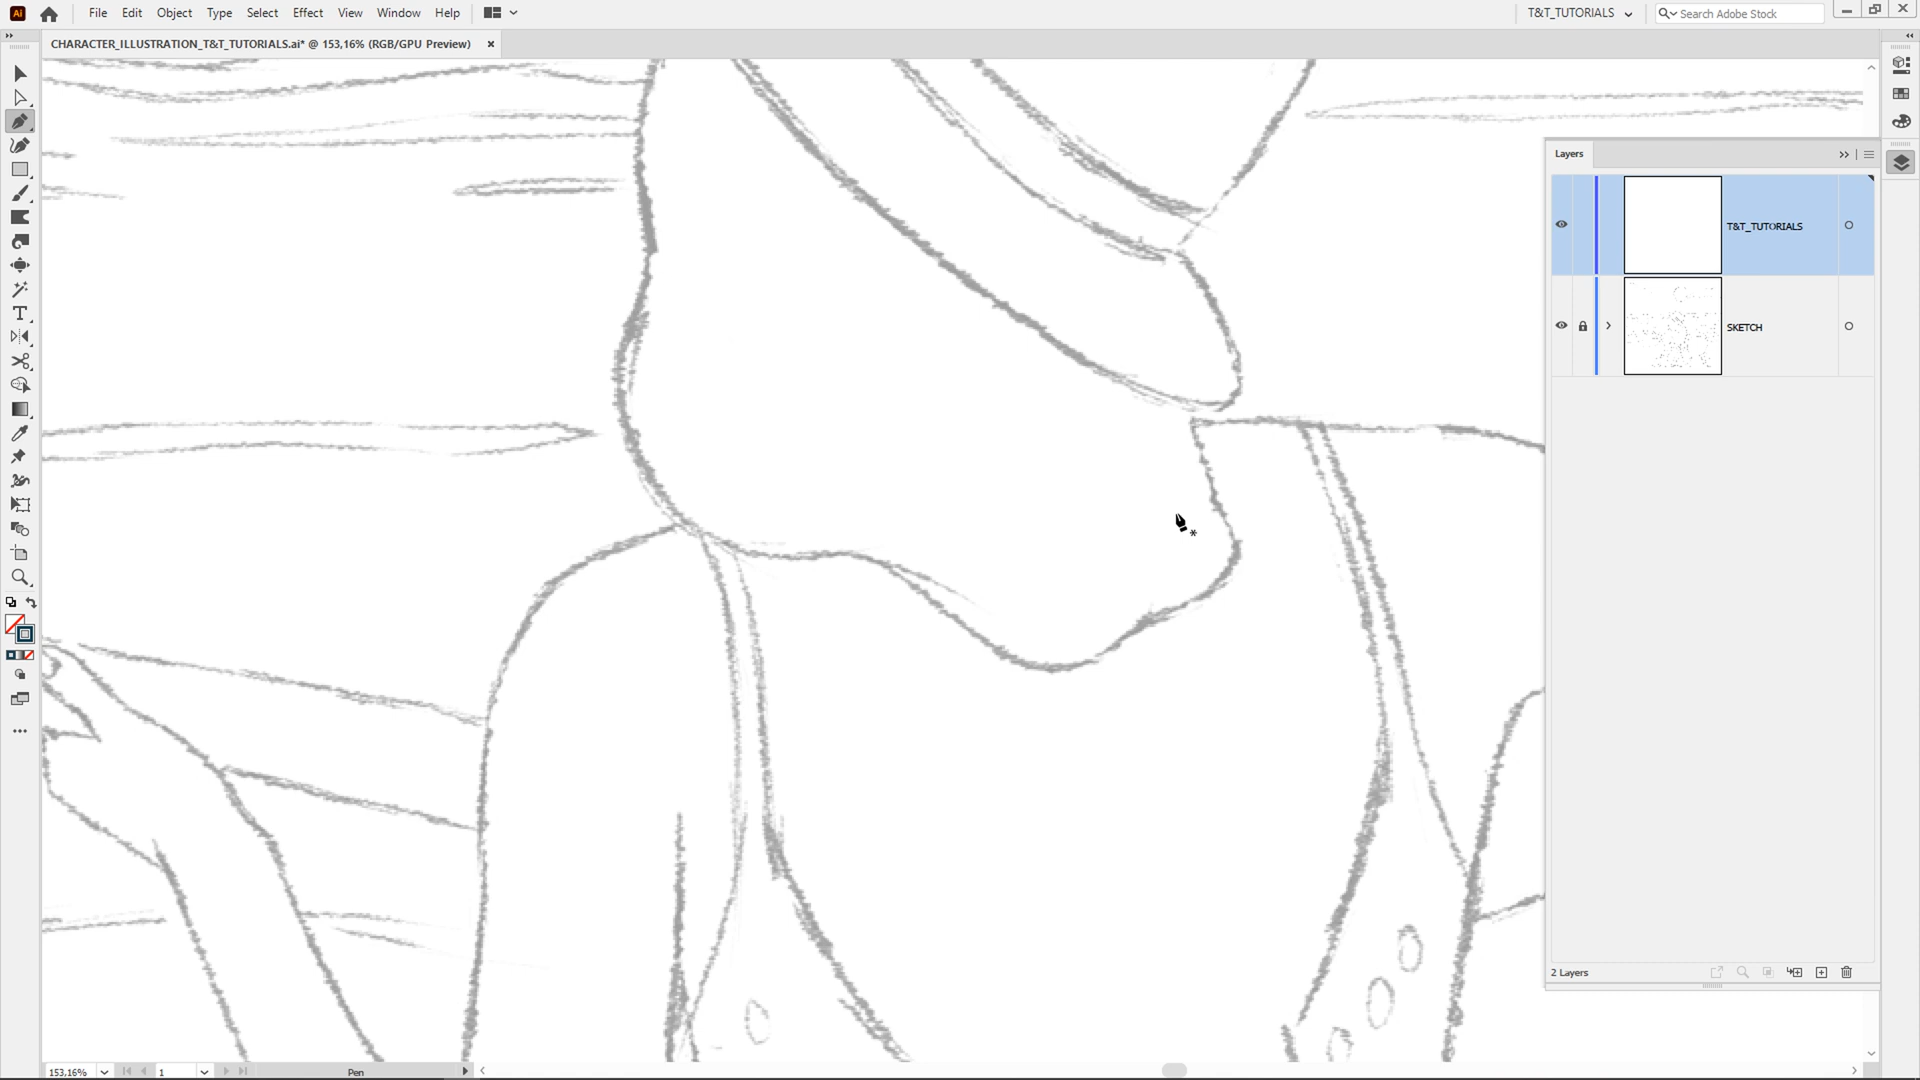 Ai File Edit Object Type Select Effect View Window Help T&T_TUTORIALS Search Adobe Stock
CHARACTER_ILLUSTRATION_T&T_TUTORIALS.ai* @ 153,16% (RGB/GPU Preview)
Layers
T&T_TUTORIALS
SKETCH
2 Layers
153,16% 1 Pen